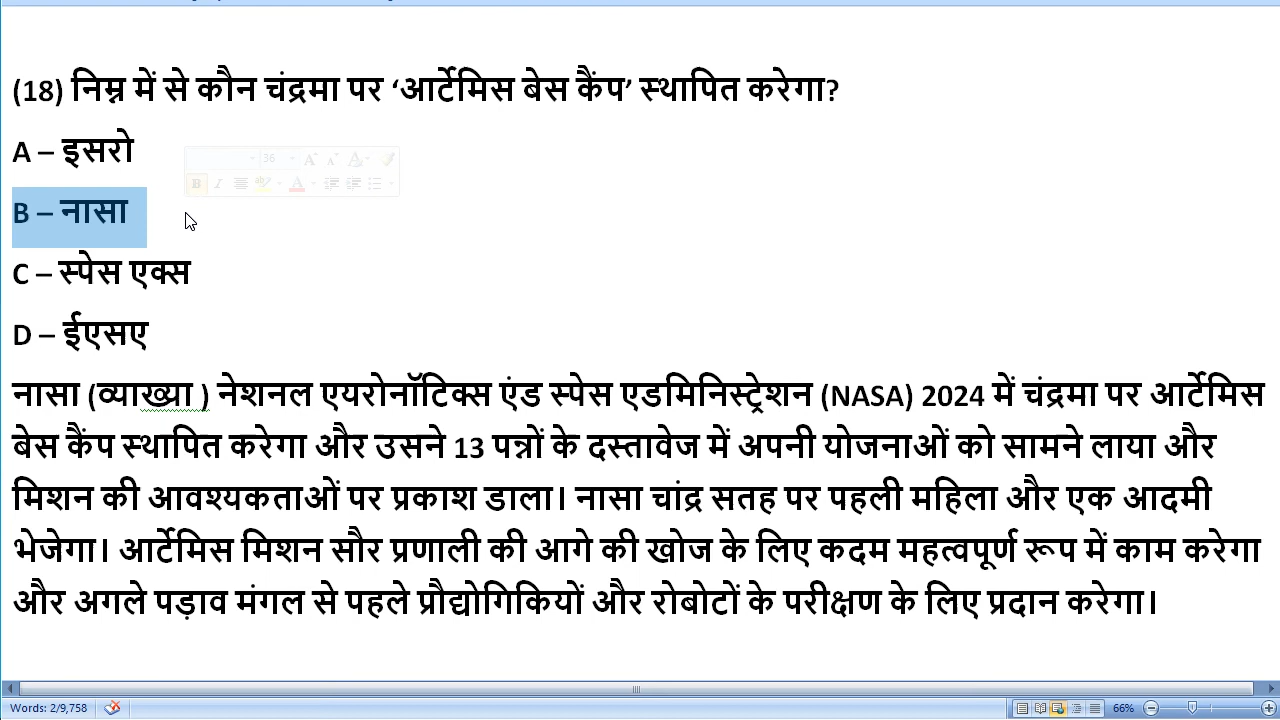 (18) निम्न में से कौन चंद्रमा पर ‘आर्टेमिस बेस कैंप’ स्थापित करेगा?
A – इसरो
36
B – नासा
C – स्पेस एक्स
D – ईएसए
नासा (व्याख्या ) नेशनल एयरोनॉटिक्स एंड स्पेस एडमिनिस्ट्रेशन (NASA) 2024 में चंद्रमा पर आर्टेमिस
बेस कैंप स्थापित करेगा और उसने 13 पन्नों के दस्तावेज में अपनी योजनाओं को सामने लाया और
मिशन की आवश्यकताओं पर प्रकाश डाला। नासा चांद्र सतह पर पहली महिला और एक आदमी
भेजेगा। आर्टेमिस मिशन सौर प्रणाली की आगे की खोज के लिए कदम महत्वपूर्ण रूप में काम करेगा
और अगले पड़ाव मंगल से पहले प्रौद्योगिकियों और रोबोटों के परीक्षण के लिए प्रदान करेगा।
Words: 2/9,758
66%